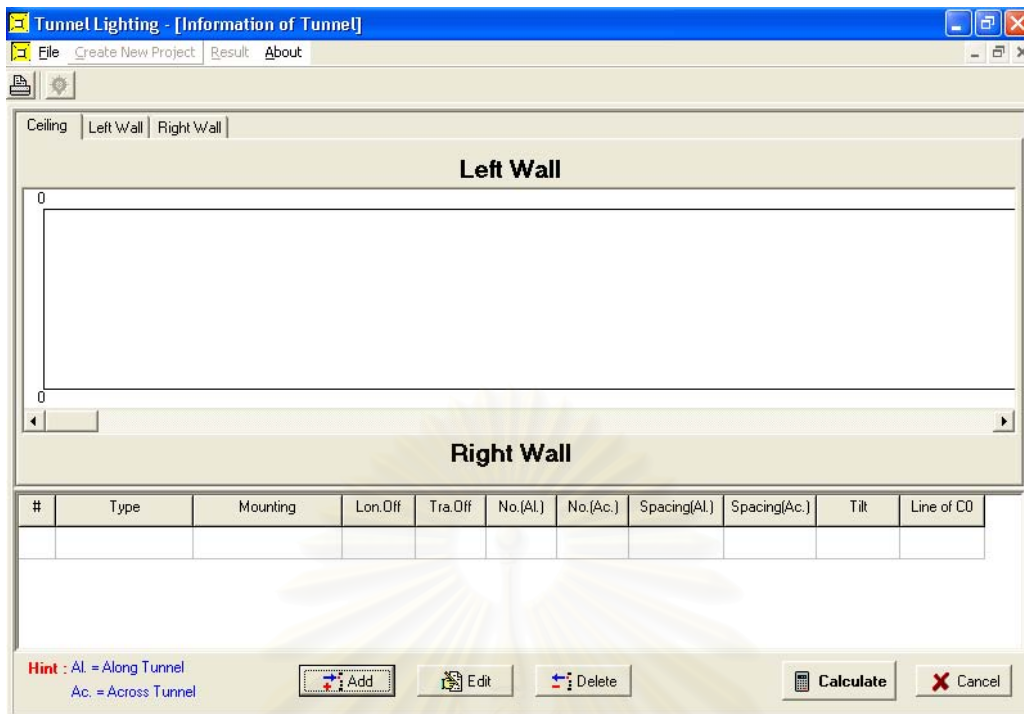 Tunnel Lighting - [Information of Tunnel]
File Create New Project Result About
Ceiling Left Wall Right Wall
Left Wall
0
0
Right Wall
# Type Mounting Lon.Off Tra.Off No.(Al.) No.(Ac.) Spacing(Al.) Spacing(Ac.) Tilt Line of C0
Hint : Al. = Along Tunnel
Ac. = Across Tunnel
Add Edit Delete Calculate Cancel